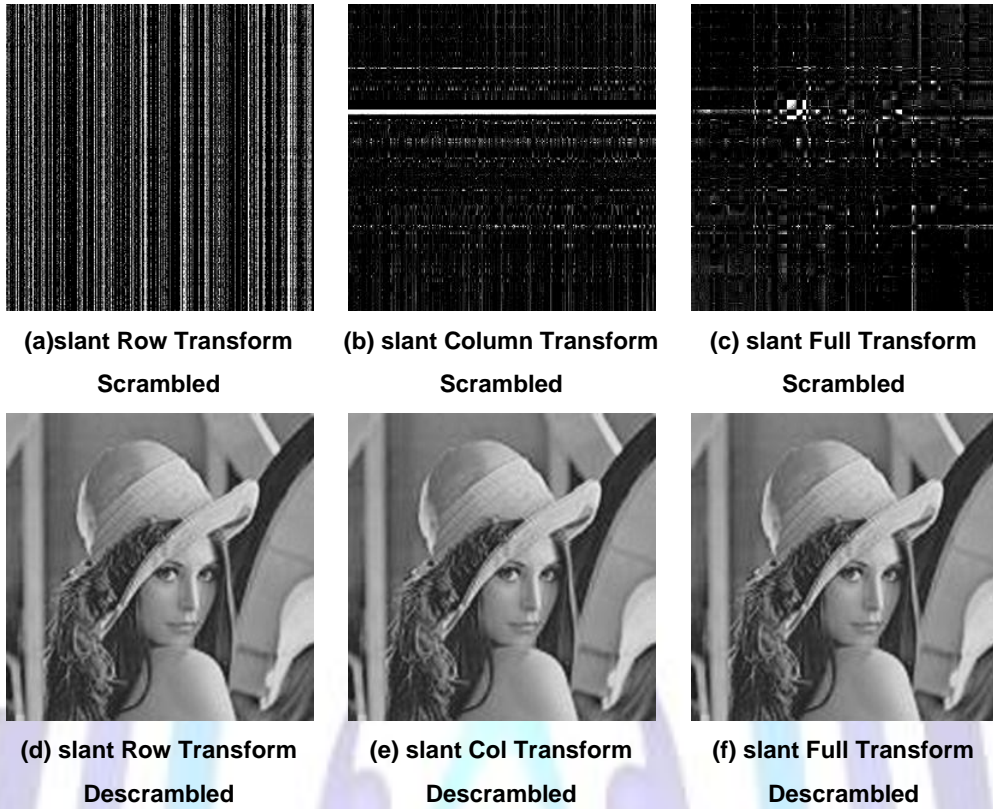 (a)slant Row Transform
Scrambled
(b) slant Column Transform
Scrambled
(c) slant Full Transform
Scrambled
(d) slant Row Transform
Descrambled
(e) slant Col Transform
Descrambled
(f) slant Full Transform
Descrambled